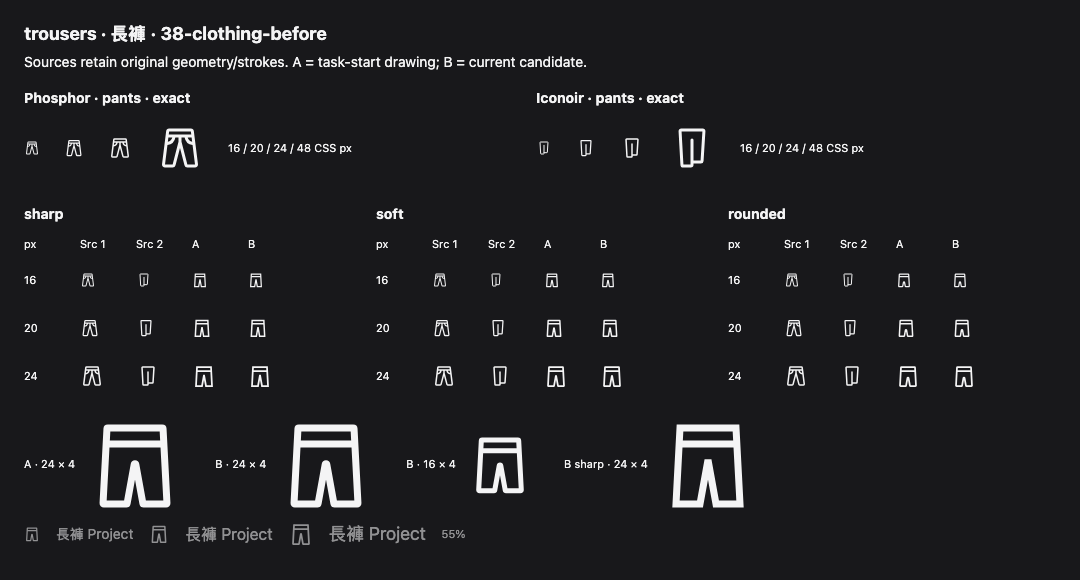 trousers · 長褲 · 38-clothing-before
Sources retain original geometry/strokes. A = task-start drawing; B = current candidate.
Phosphor · pants · exact
Iconoir · pants · exact
16 / 20 / 24 / 48 CSS px
16 / 20 / 24 / 48 CSS px
sharp
soft
rounded
px Src 1 Src 2 A B
px Src 1 Src 2 A B
px Src 1 Src 2 A B
16
16
16
20
20
20
24
24
24
A · 24 × 4
B · 24 × 4
B · 16 × 4
B sharp · 24 × 4
長褲 Project
長褲 Project
長褲 Project
55%